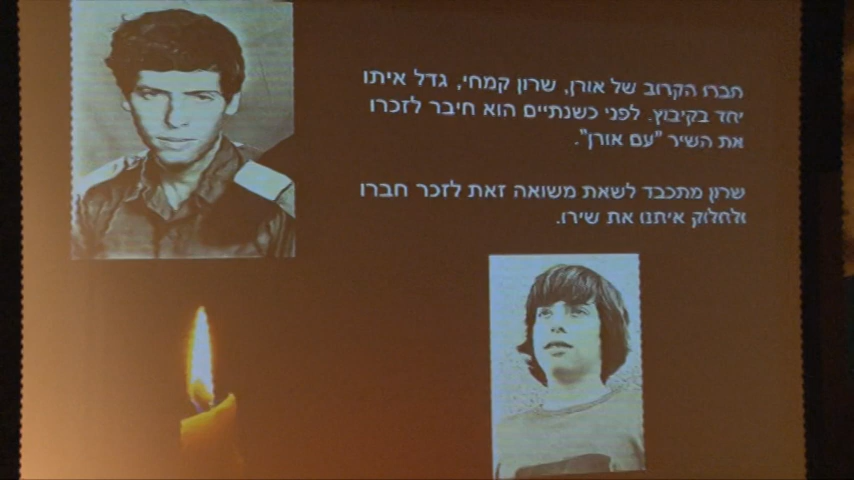 חברו הקרוב של אורן, שרון קמחי, גדל איתו
יחד בקיבוץ. לפני כשנתיים הוא חיבר לזכרו
את השיר "עם אורן".
שרון מתכבד לשאת משואה זאת לזכר חברו
ולחלוק איתנו את שירו.